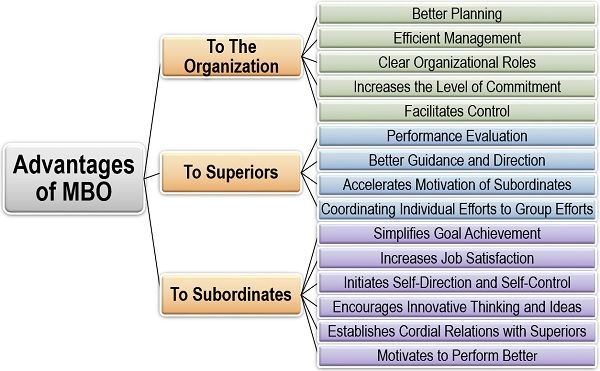 Advantages
of MBO
To The
Organization
Better Planning
Efficient Management
Clear Organizational Roles
Increases the Level of Commitment
Facilitates Control
To Superiors
Performance Evaluation
Better Guidance and Direction
Accelerates Motivation of Subordinates
Coordinating Individual Efforts to Group Efforts
To Subordinates
Simplifies Goal Achievement
Increases Job Satisfaction
Initiates Self-Direction and Self-Control
Encourages Innovative Thinking and Ideas
Establishes Cordial Relations with Superiors
Motivates to Perform Better